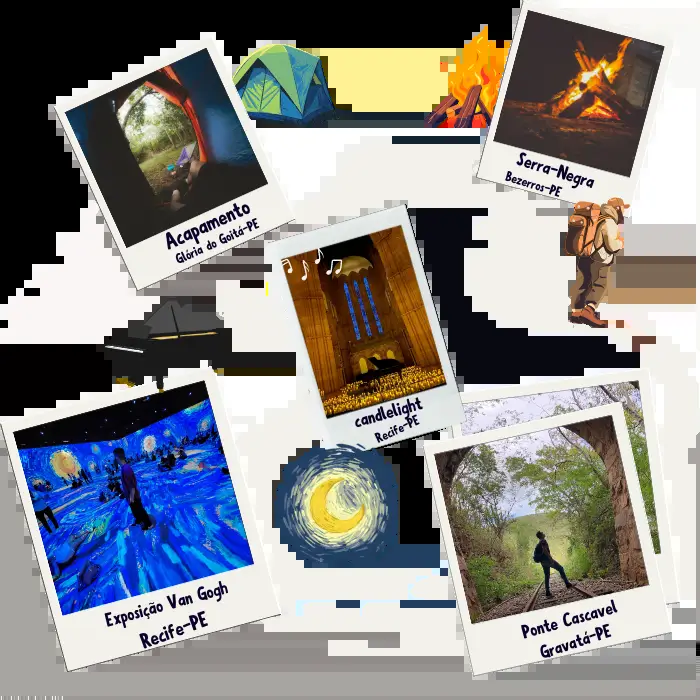 Acapamento
Glória do Goitá-PE
Serra-Negra
Bezerros-PE
candlelight
Recife-PE
Exposição Van Gogh
Recife-PE
Ponte Cascavel
Gravatá-PE